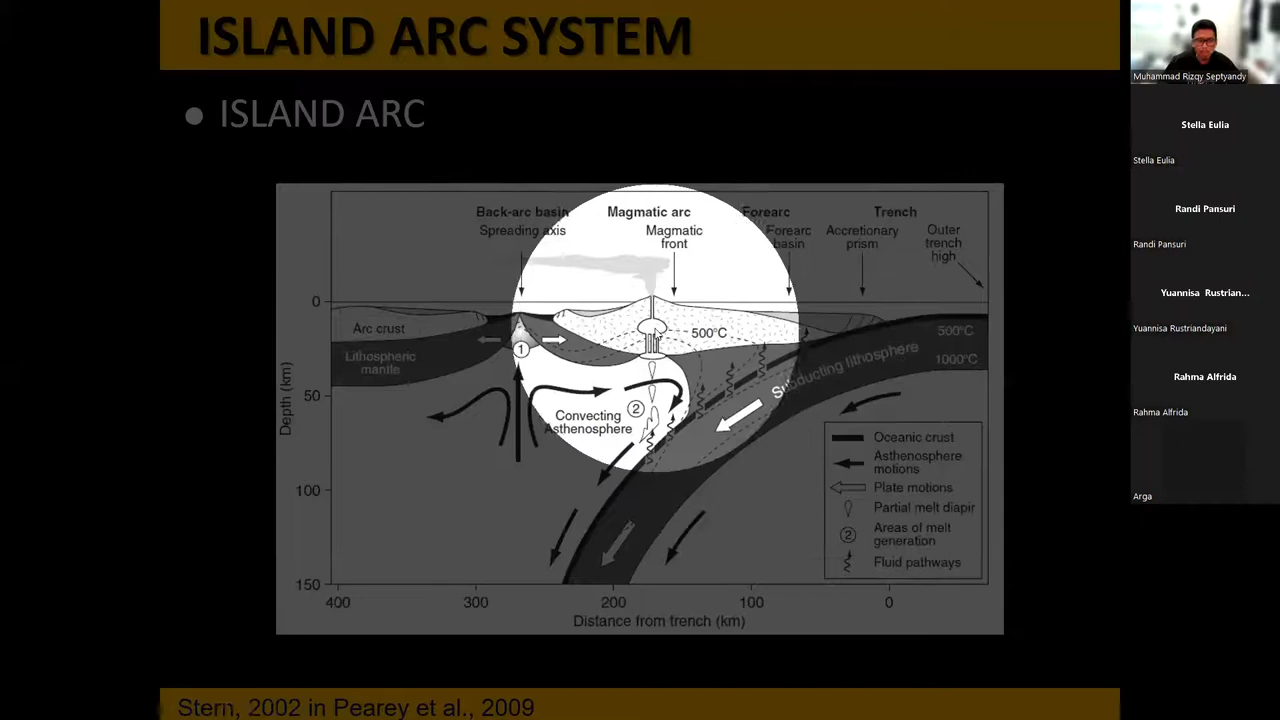 ISLAND ARC SYSTEM
● ISLAND ARC
Back-arc basin Magmatic arc Forearc Trench
Spreading axis Magmatic front Forearc basin Accretionary prism Outer trench high
0
Arc crust
500°C
500°C
Lithospheric mantle
1
1000°C
Subducting lithosphere
50
2
Convecting
Asthenosphere
Depth (km)
100
150
Oceanic crust
Asthenosphere
motions
Plate motions
Partial melt diapir
2 Areas of melt
generation
Fluid pathways
400 300 200 100 0
Distance from trench (km)
Stern, 2002 in Pearey et al., 2009
Muhammad Rizqy Septyandy
Stella Eulia
Stella Eulia
Randi Pansuri
Randi Pansuri
Yuannisa Rustrian...
Yuannisa Rustriandayani
Rahma Alfrida
Rahma Alfrida
Arga